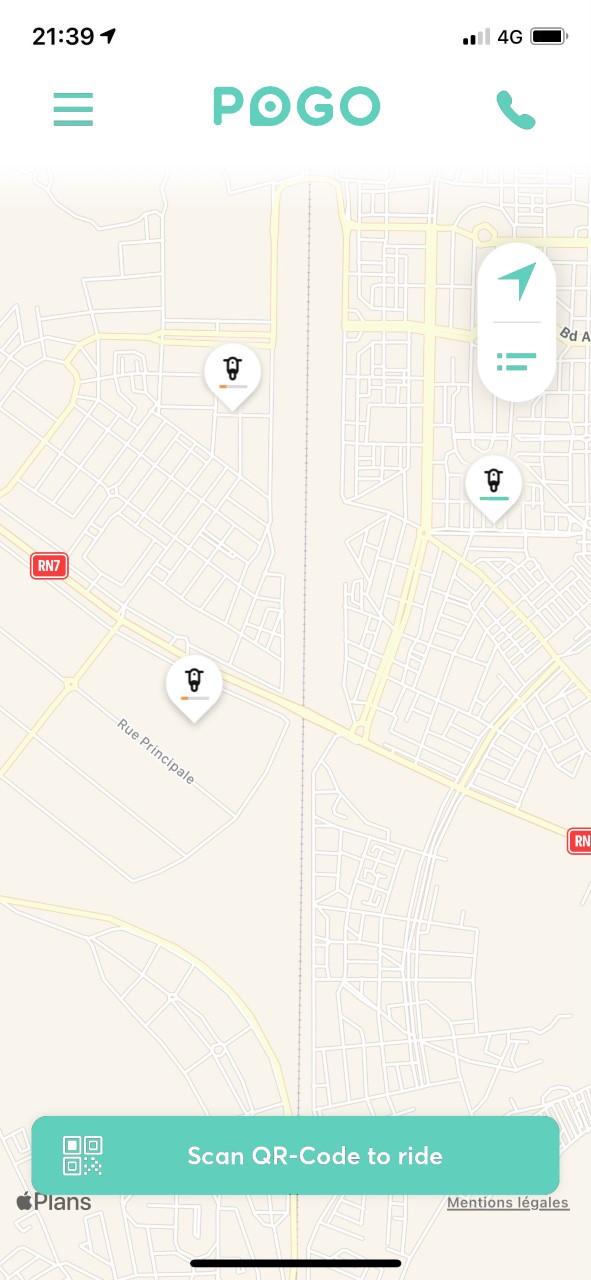 21:39
4G
POGO
Bd A
RN7
Rue Principale
RN
Scan QR-Code to ride
Plans
Mentions légales